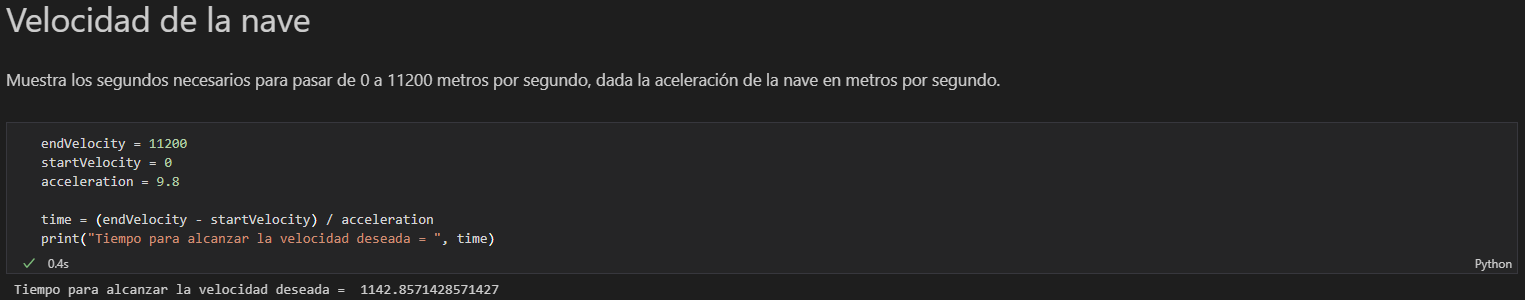 Velocidad de la nave
Muestra los segundos necesarios para pasar de 0 a 11200 metros por segundo, dada la aceleración de la nave en metros por segundo.
endVelocity = 11200
startVelocity = 0
acceleration = 9.8
time = (endVelocity - startVelocity) / acceleration
print("Tiempo para alcanzar la velocidad deseada = ", time)
✓ 0.4s Python
Tiempo para alcanzar la velocidad deseada =  1142.8571428571427